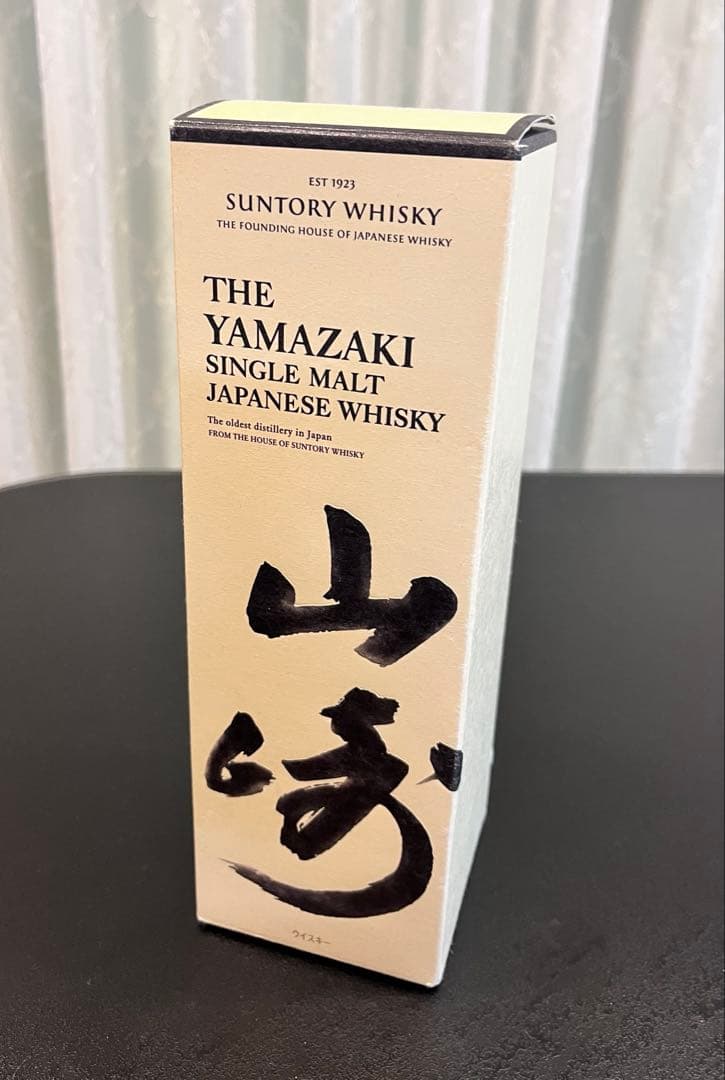 EST 1923
SUNTORY WHISKY
THE FOUNDING HOUSE OF JAPANESE WHISKY
THE
YAMAZAKI
SINGLE MALT
JAPANESE WHISKY
The oldest distillery in Japan
FROM THE HOUSE OF SUNTORY WHISKY
山
崎
ウイスキー